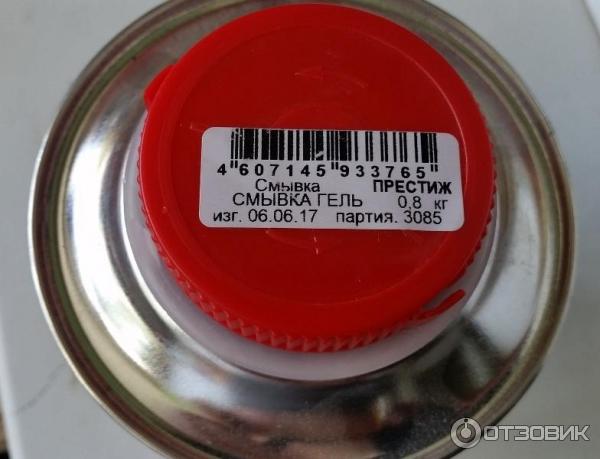 4"607145"933765"
Смывка ПРЕСТИЖ
СМЫВКА ГЕЛЬ 0,8 кг
изг. 06.06.17 партия. 3085
ОТЗОВИК